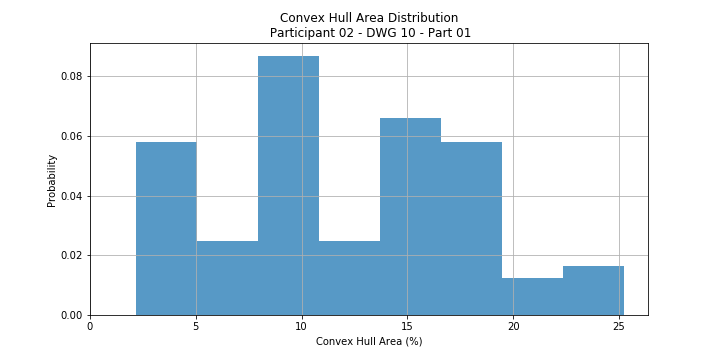 Convex Hull Area Distribution
Participant 02 - DWG 10 - Part 01
0.08
0.06
0.04
0.02
0.00
Probability
0 5 10 15 20 25
Convex Hull Area (%)